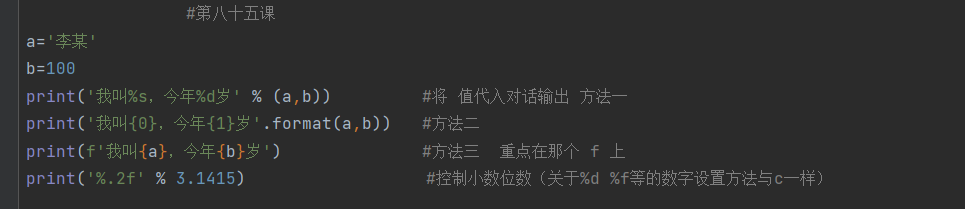 #第八十五课
a='李某'
b=100
print('我叫%s，今年%d岁' % (a,b))          #将 值代入对话输出 方法一
print('我叫{0}，今年{1}岁'.format(a,b))   #方法二
print(f'我叫{a}，今年{b}岁')              #方法三  重点在那个 f 上
print('%.2f' % 3.1415)                   #控制小数位数（关于%d %f等的数字设置方法与c一样）